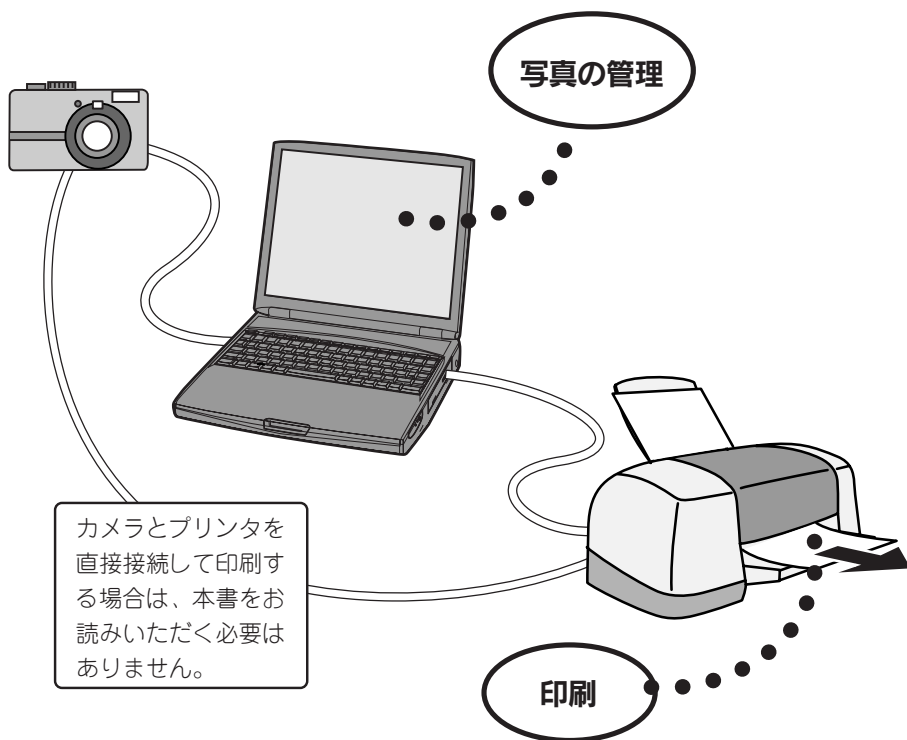 写真の管理
カメラとプリンタを
直接接続して印刷す
る場合は、本書をお
読みいただく必要は
ありません。
印刷